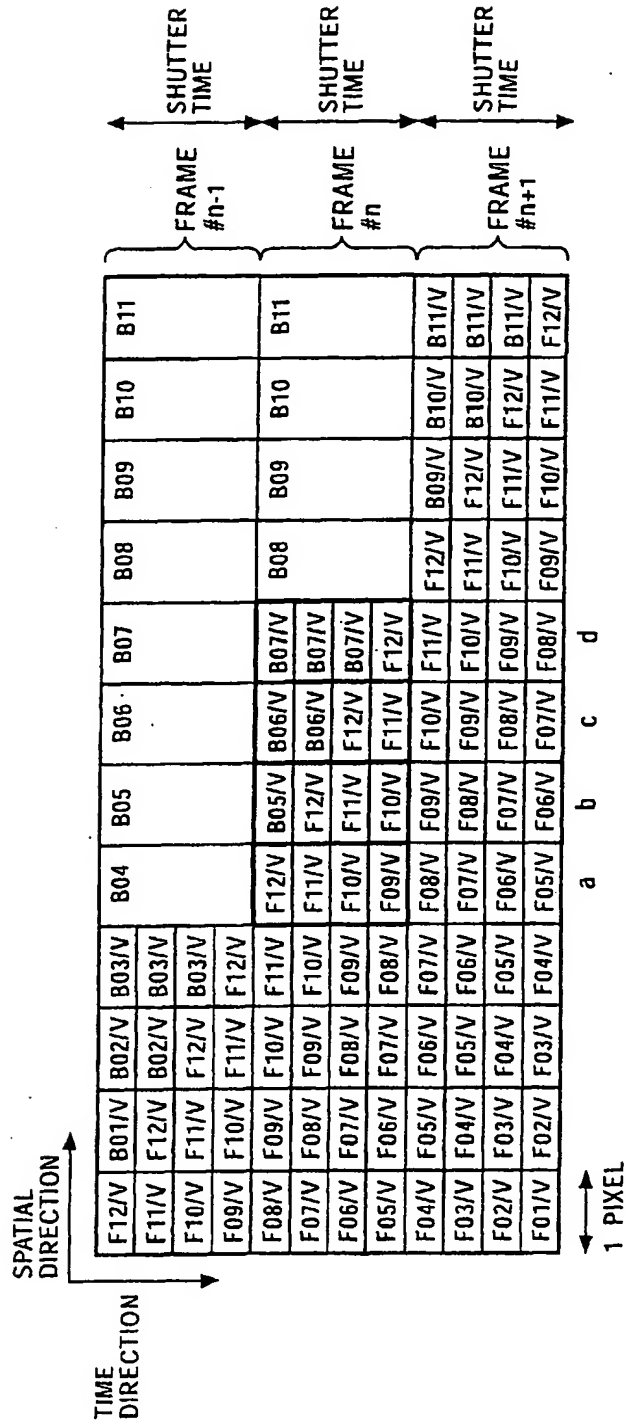 SPATIAL
DIRECTION
TIME
DIRECTION
F12/V B01/V B02/V B03/V B04 B05 B06 B07 B08 B09 B10 B11
F11/V F12/V B02/V B03/V
F10/V F11/V F12/V B03/V
F09/V F10/V F11/V F12/V
FRAME
#n-1
SHUTTER
TIME
F08/V F09/V F10/V F11/V F12/V B05/V B06/V B07/V B08 B09 B10 B11
F07/V F08/V F09/V F10/V F11/V F12/V B06/V B07/V
F06/V F07/V F08/V F09/V F10/V F11/V F12/V B07/V
F05/V F06/V F07/V F08/V F09/V F10/V F11/V F12/V
FRAME
#n
SHUTTER
TIME
F04/V F05/V F06/V F07/V F08/V F09/V F10/V F11/V F12/V B09/V B10/V B11/V
F03/V F04/V F05/V F06/V F07/V F08/V F09/V F10/V F11/V F12/V B10/V B11/V
F02/V F03/V F04/V F05/V F06/V F07/V F08/V F09/V F10/V F11/V F12/V B11/V
F01/V F02/V F03/V F04/V F05/V F06/V F07/V F08/V F09/V F10/V F11/V F12/V
FRAME
#n+1
SHUTTER
TIME
1 PIXEL
a b c d